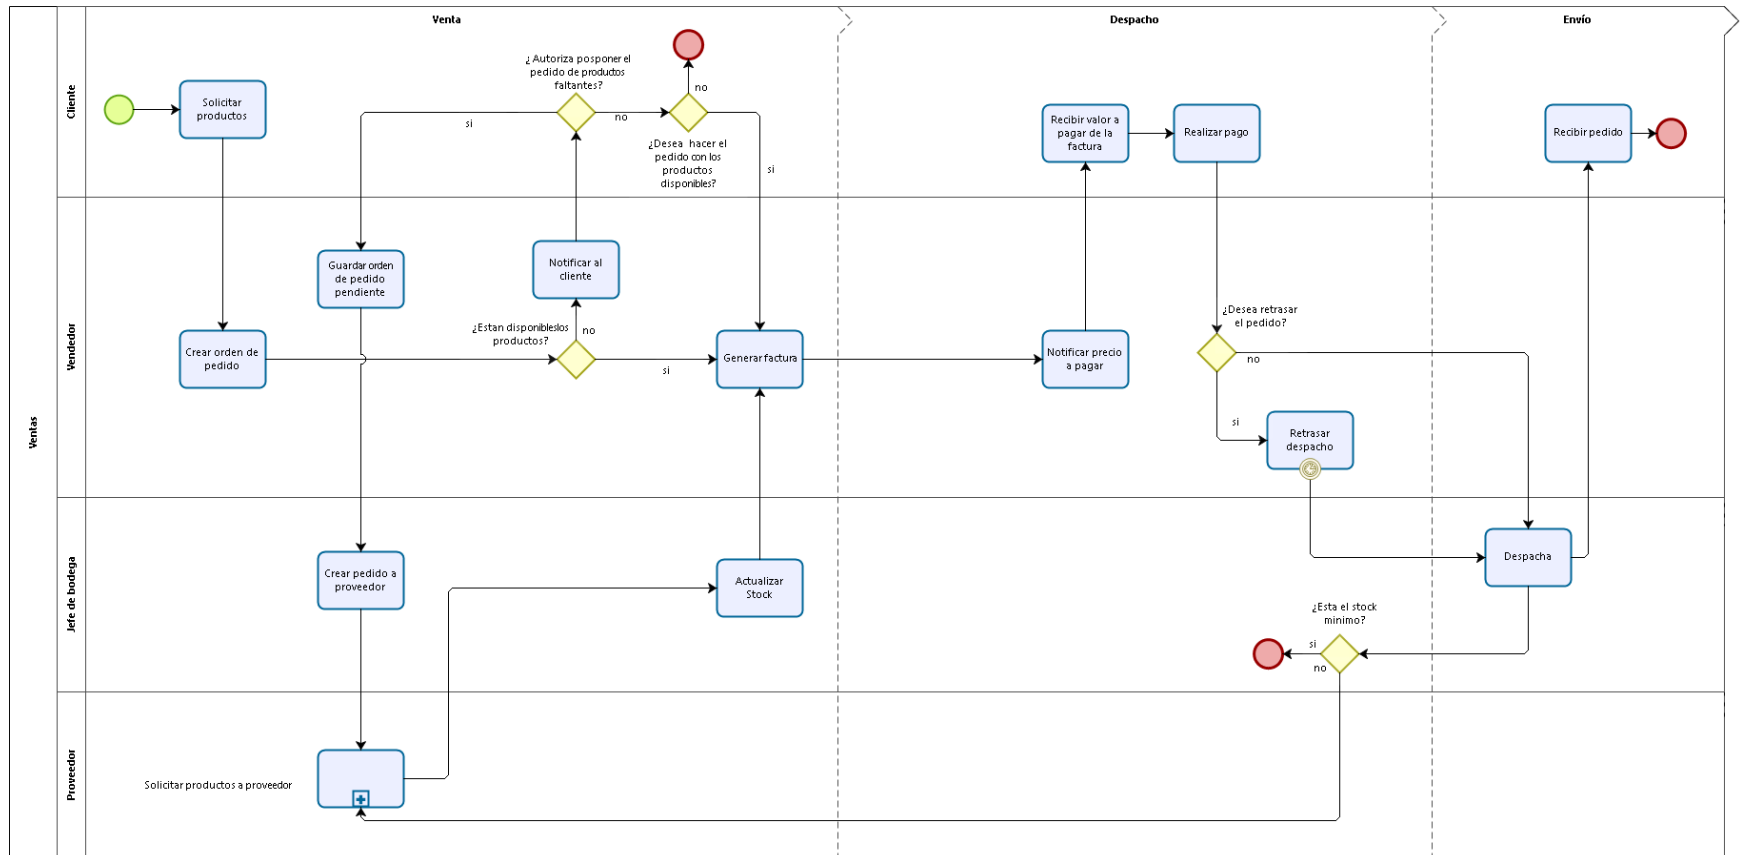 Venta
Despacho
Envío
Ventas
Cliente
Solicitar
productos
¿ Autoriza posponer el
pedido de productos
faltantes?
si
no
no
¿Desea hacer el
pedido con los
productos
disponibles?
si
Recibir valor a
pagar de la
factura
Realizar pago
Recibir pedido
Vendedor
Guardar orden
de pedido
pendiente
Notificar al
cliente
Crear orden de
pedido
¿Estan disponibleslos
productos?
no
si
Generar factura
Notificar precio
a pagar
¿Desea retrasar
el pedido?
no
si
Retrasar
despacho
Jefe de bodega
Crear pedido a
proveedor
Actualizar
Stock
Despacha
¿Esta el stock
minimo?
si
no
Proveedor
Solicitar productos a proveedor